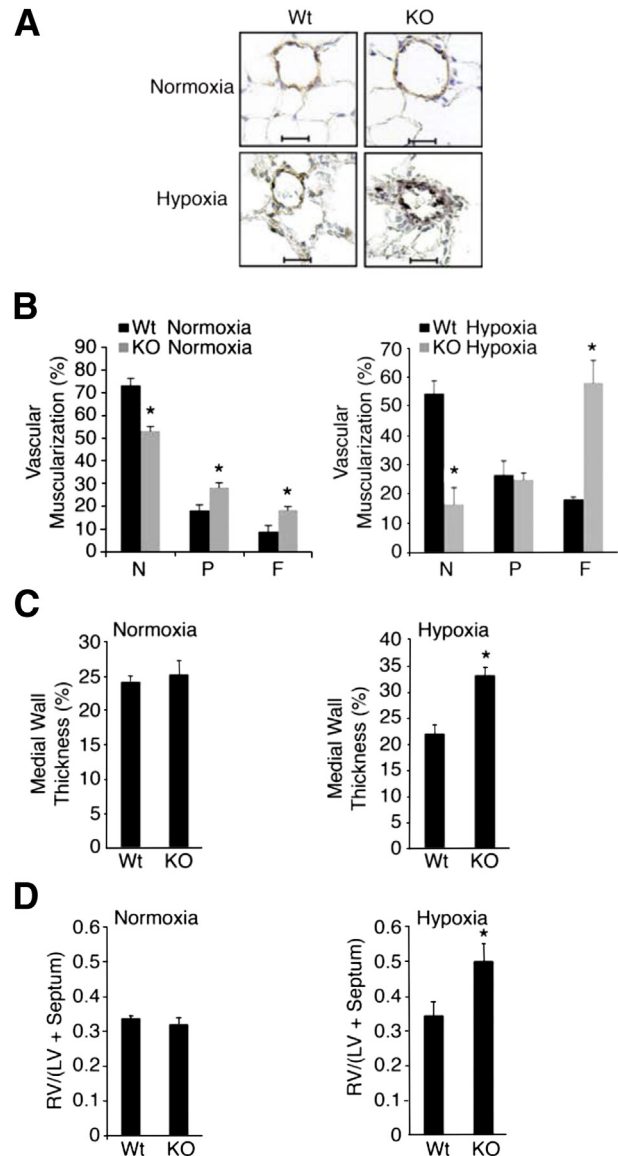 A
Wt KO
Normoxia
Hypoxia
B
Wt Normoxia
KO Normoxia
Vascular
Muscularization (%)
90
80
70
60
50
40
30
20
10
0
*
*
*
N P F
Wt Hypoxia
KO Hypoxia
Vascular
Muscularization (%)
70
60
50
40
30
20
10
0
*
*
N P F
C
Normoxia
Medial Wall
Thickness (%)
30
25
20
15
10
5
0
Wt KO
Hypoxia
Medial Wall
Thickness (%)
40
35
30
25
20
15
10
5
0
*
Wt KO
D
Normoxia
RV/(LV + Septum)
0.6
0.5
0.4
0.3
0.2
0.1
0
Wt KO
Hypoxia
RV/(LV + Septum)
0.6
0.5
0.4
0.3
0.2
0.1
0
*
Wt KO